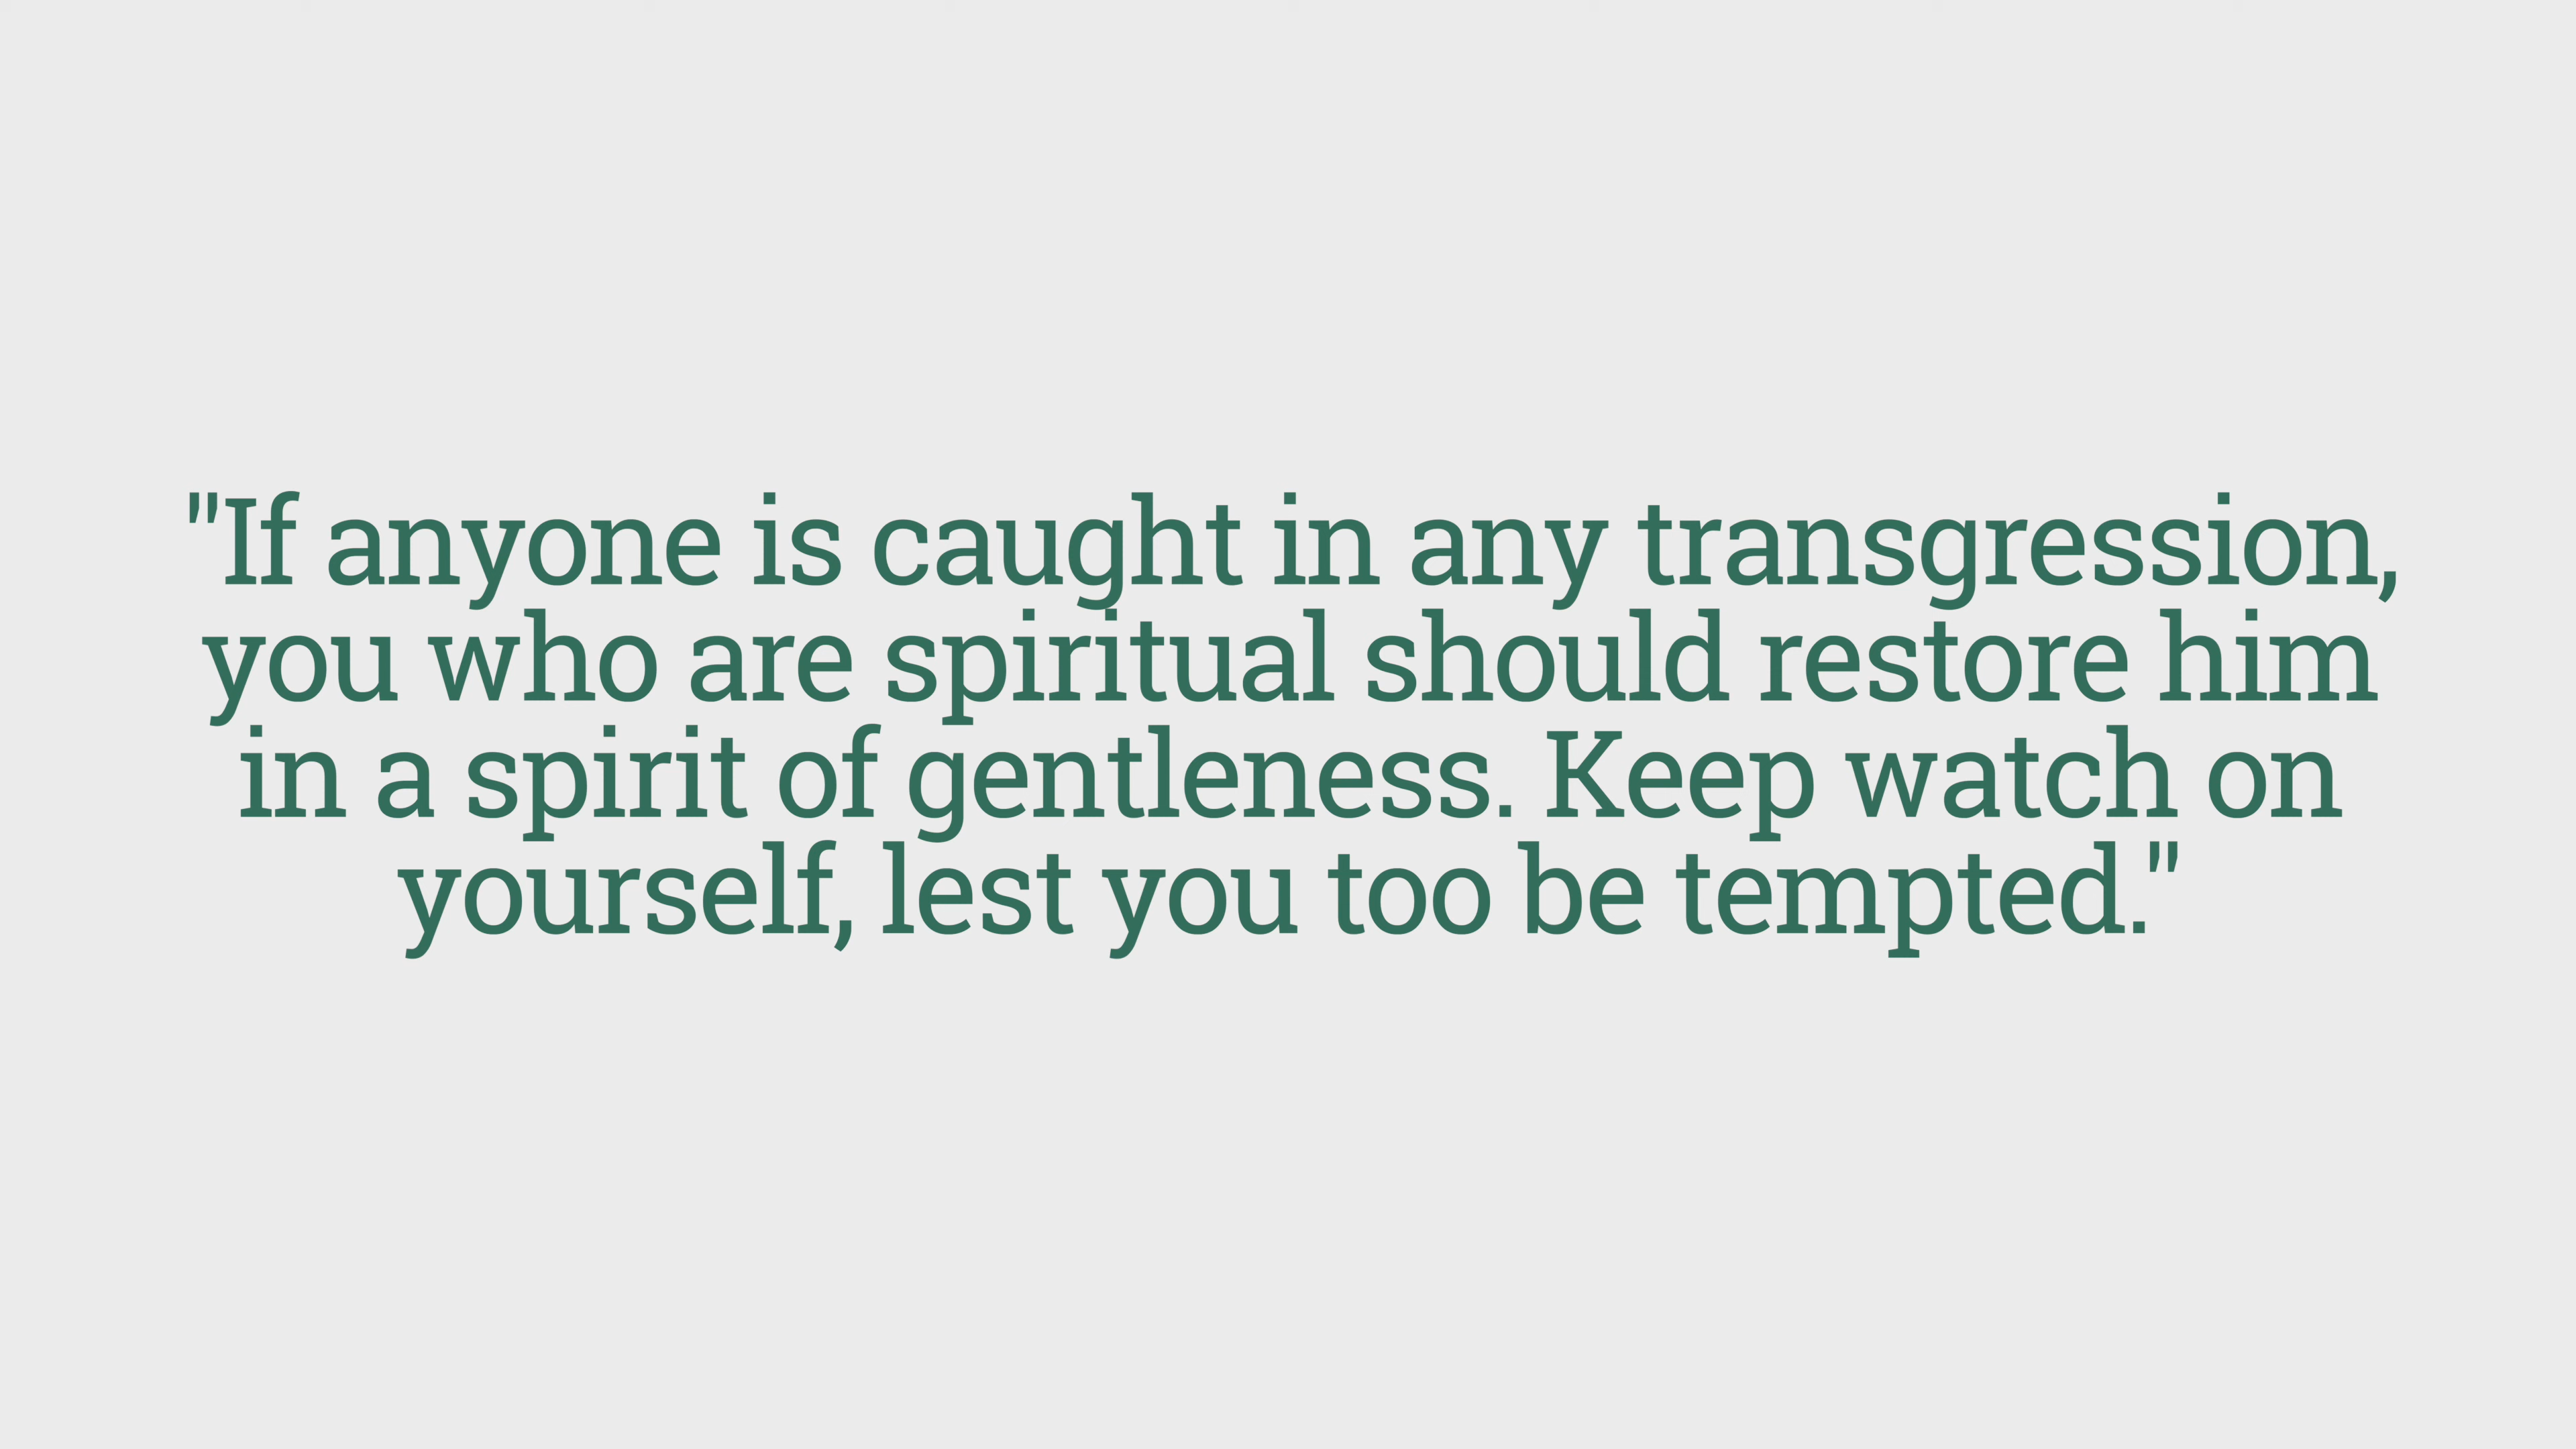 "If anyone is caught in any transgression,
you who are spiritual should restore him
in a spirit of gentleness. Keep watch on
yourself, lest you too be tempted."